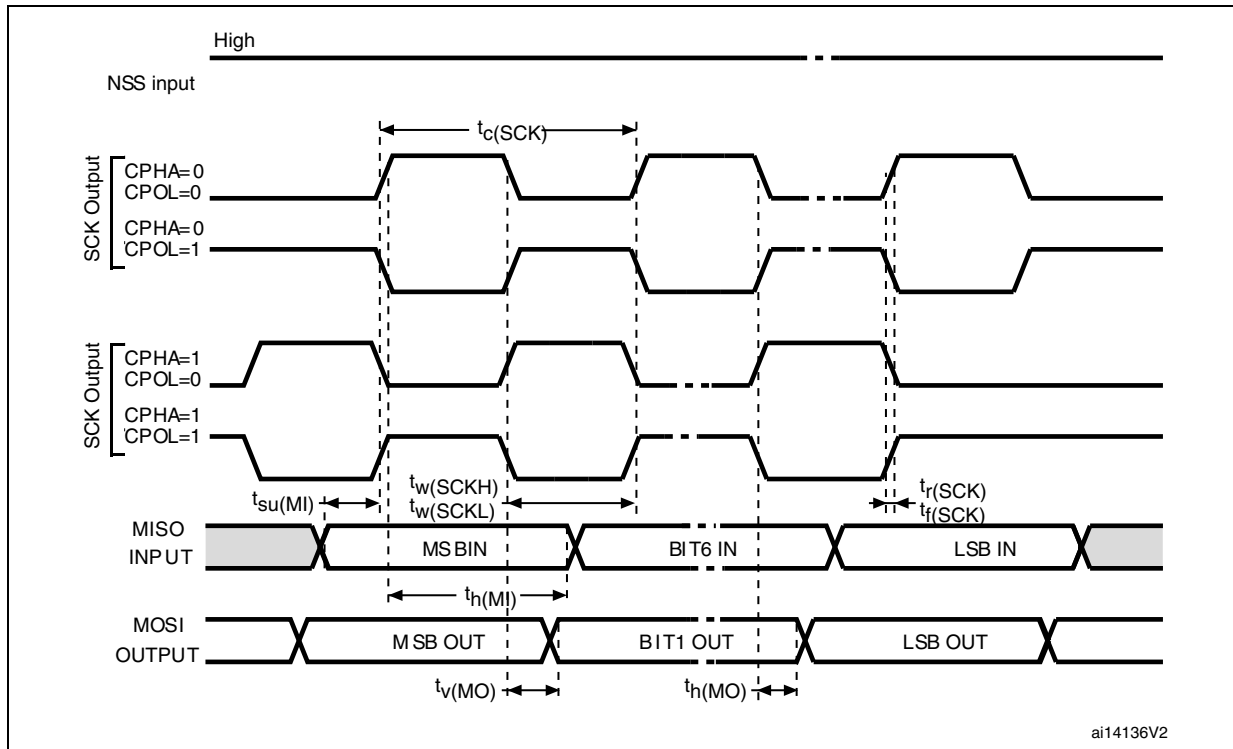 High
NSS input
tc(SCK)
SCK Output
CPHA=0
CPOL=0
CPHA=0
CPOL=1
SCK Output
CPHA=1
CPOL=0
CPHA=1
CPOL=1
tsu(MI)
tw(SCKH)
tw(SCKL)
tr(SCK)
tf(SCK)
MISO
INPUT
MSBIN
BIT6 IN
LSB IN
th(MI)
MOSI
OUTPUT
MSB OUT
BIT1 OUT
LSB OUT
tv(MO)
th(MO)
ai14136V2